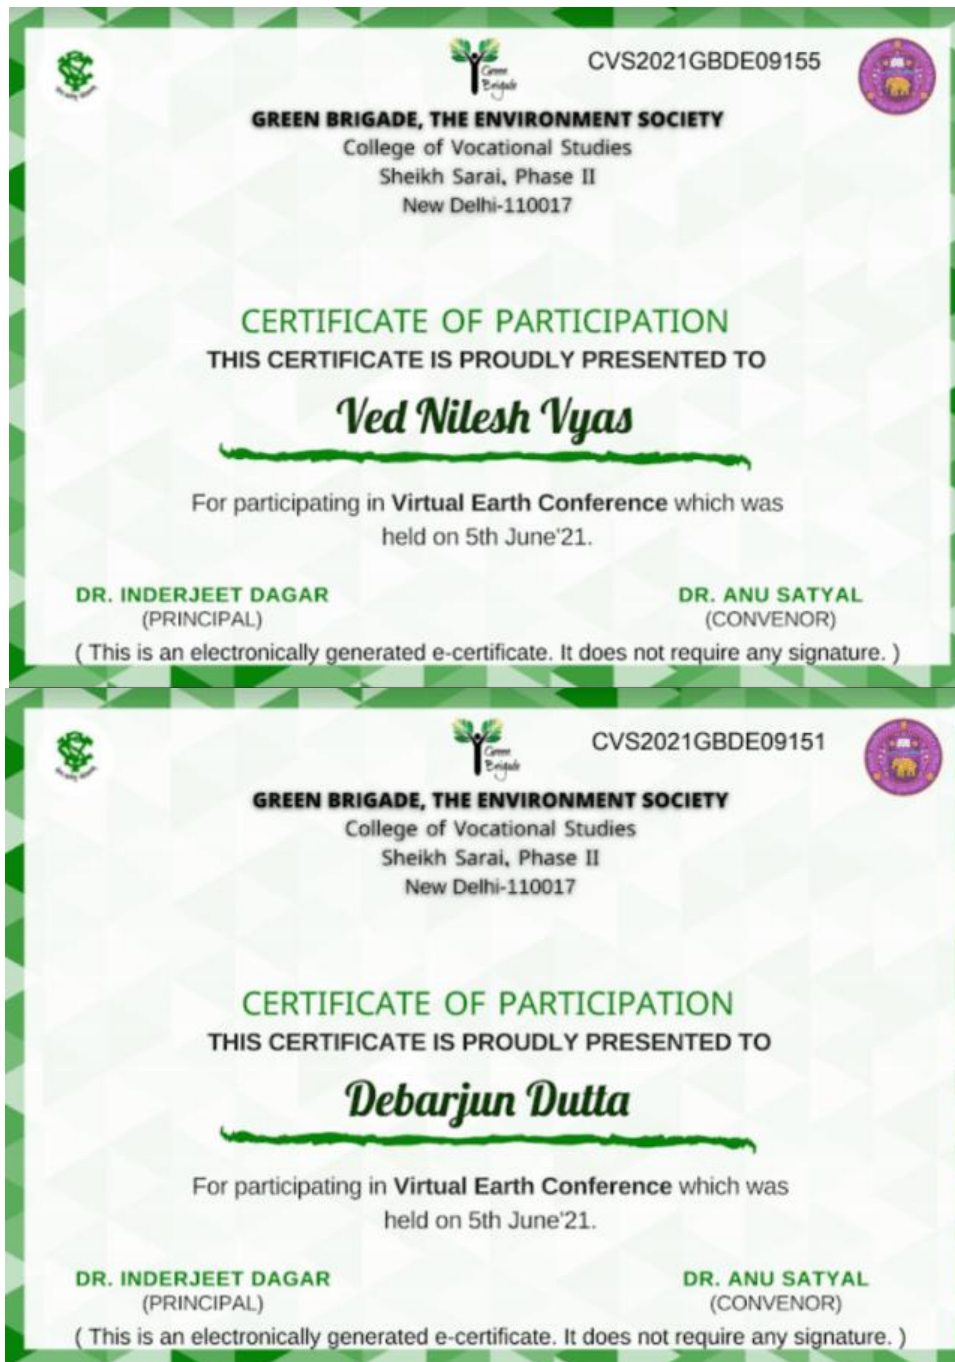 Green
Brigade
CVS2021GBDE09155
GREEN BRIGADE, THE ENVIRONMENT SOCIETY
College of Vocational Studies
Sheikh Sarai, Phase II
New Delhi-110017
CERTIFICATE OF PARTICIPATION
THIS CERTIFICATE IS PROUDLY PRESENTED TO
Ved Nilesh Vyas
For participating in Virtual Earth Conference which was
held on 5th June'21.
DR. INDERJEET DAGAR
DR. ANU SATYAL
(PRINCIPAL)
(CONVENOR)
( This is an electronically generated e-certificate. It does not require any signature. )
Green
Brigade
CVS2021GBDE09151
GREEN BRIGADE, THE ENVIRONMENT SOCIETY
College of Vocational Studies
Sheikh Sarai, Phase II
New Delhi-110017
CERTIFICATE OF PARTICIPATION
THIS CERTIFICATE IS PROUDLY PRESENTED TO
Debarjun Dutta
For participating in Virtual Earth Conference which was
held on 5th June'21.
DR. INDERJEET DAGAR
DR. ANU SATYAL
(PRINCIPAL)
(CONVENOR)
( This is an electronically generated e-certificate. It does not require any signature. )